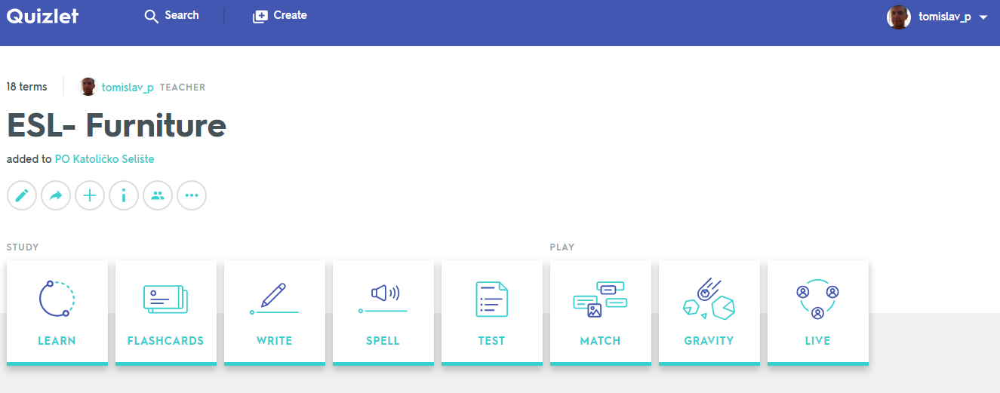 Quizlet Search Create tomislav_p
18 terms tomislav_p TEACHER
ESL- Furniture
added to PO Katoličko Selište
STUDY PLAY
LEARN FLASHCARDS WRITE SPELL TEST MATCH GRAVITY LIVE